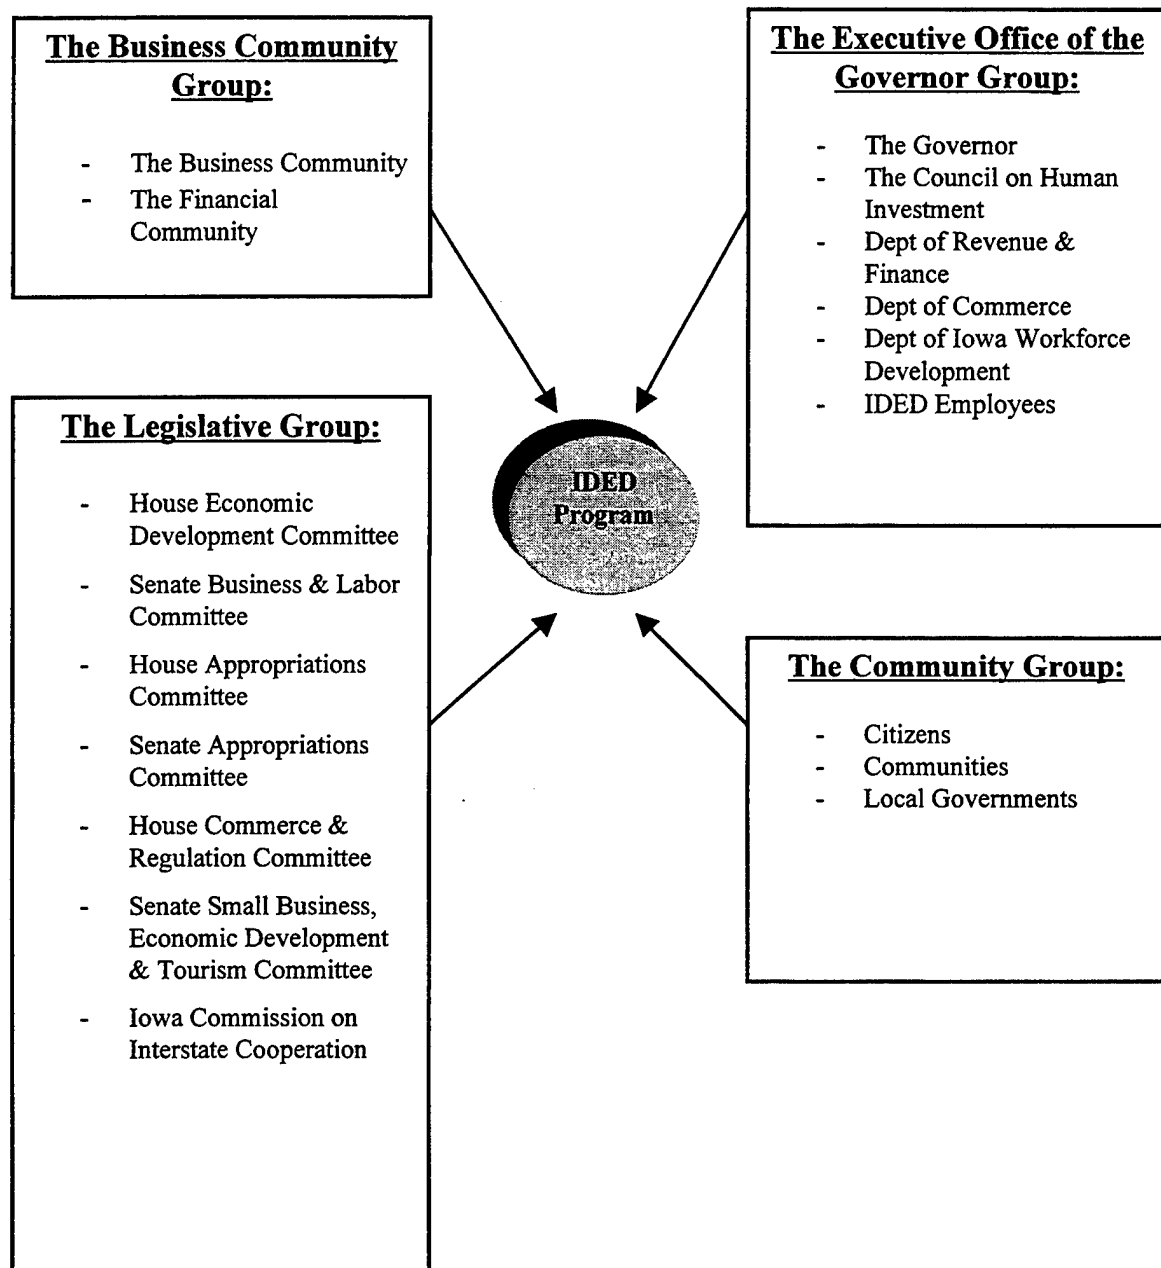 The Business Community
Group:
- The Business Community
- The Financial
Community
The Executive Office of the
Governor Group:
- The Governor
- The Council on Human
Investment
- Dept of Revenue &
Finance
- Dept of Commerce
- Dept of Iowa Workforce
Development
- IDED Employees
The Legislative Group:
- House Economic
Development Committee
- Senate Business & Labor
Committee
- House Appropriations
Committee
- Senate Appropriations
Committee
- House Commerce &
Regulation Committee
- Senate Small Business,
Economic Development
& Tourism Committee
- Iowa Commission on
Interstate Cooperation
IDED
Program
The Community Group:
- Citizens
- Communities
- Local Governments